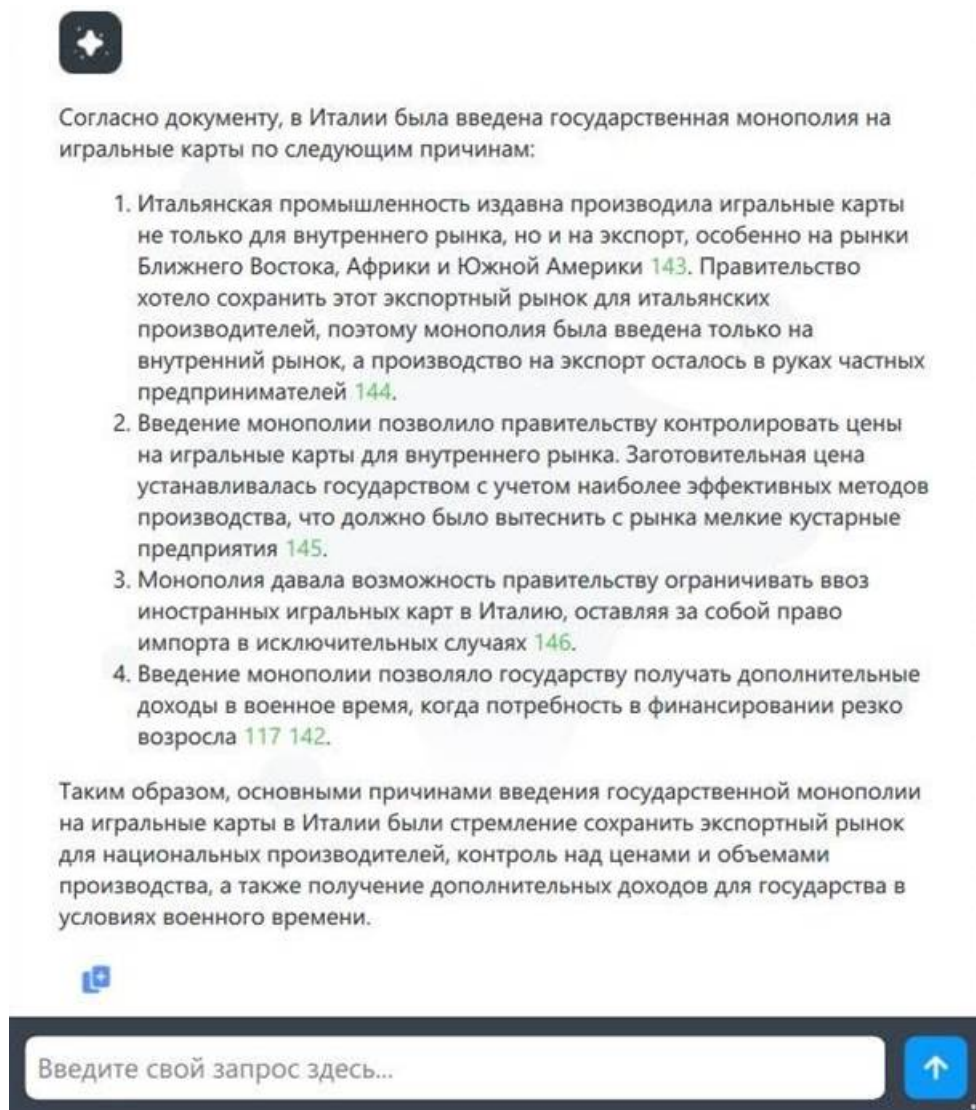 Согласно документу, в Италии была введена государственная монополия на
игральные карты по следующим причинам:
1. Итальянская промышленность издавна производила игральные карты
не только для внутреннего рынка, но и на экспорт, особенно на рынки
Ближнего Востока, Африки и Южной Америки 143. Правительство
хотело сохранить этот экспортный рынок для итальянских
производителей, поэтому монополия была введена только на
внутренний рынок, а производство на экспорт осталось в руках частных
предпринимателей 144.
2. Введение монополии позволило правительству контролировать цены
на игральные карты для внутреннего рынка. Заготовительная цена
устанавливалась государством с учетом наиболее эффективных методов
производства, что должно было вытеснить с рынка мелкие кустарные
предприятия 145.
3. Монополия давала возможность правительству ограничивать ввоз
иностранных игральных карт в Италию, оставляя за собой право
импорта в исключительных случаях 146.
4. Введение монополии позволяло государству получать дополнительные
доходы в военное время, когда потребность в финансировании резко
возросла 117 142.
Таким образом, основными причинами введения государственной монополии
на игральные карты в Италии были стремление сохранить экспортный рынок
для национальных производителей, контроль над ценами и объемами
производства, а также получение дополнительных доходов для государства в
условиях военного времени.
Введите свой запрос здесь...